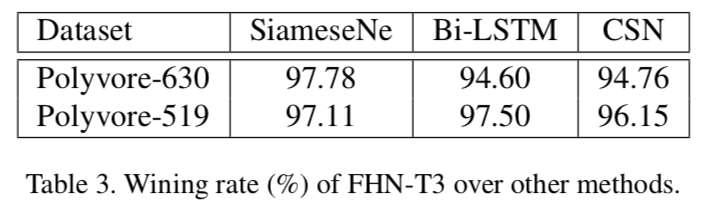 Dataset SiameseNe Bi-LSTM CSN
Polyvore-630 97.78 94.60 94.76
Polyvore-519 97.11 97.50 96.15
Table 3. Wining rate (%) of FHN-T3 over other methods.